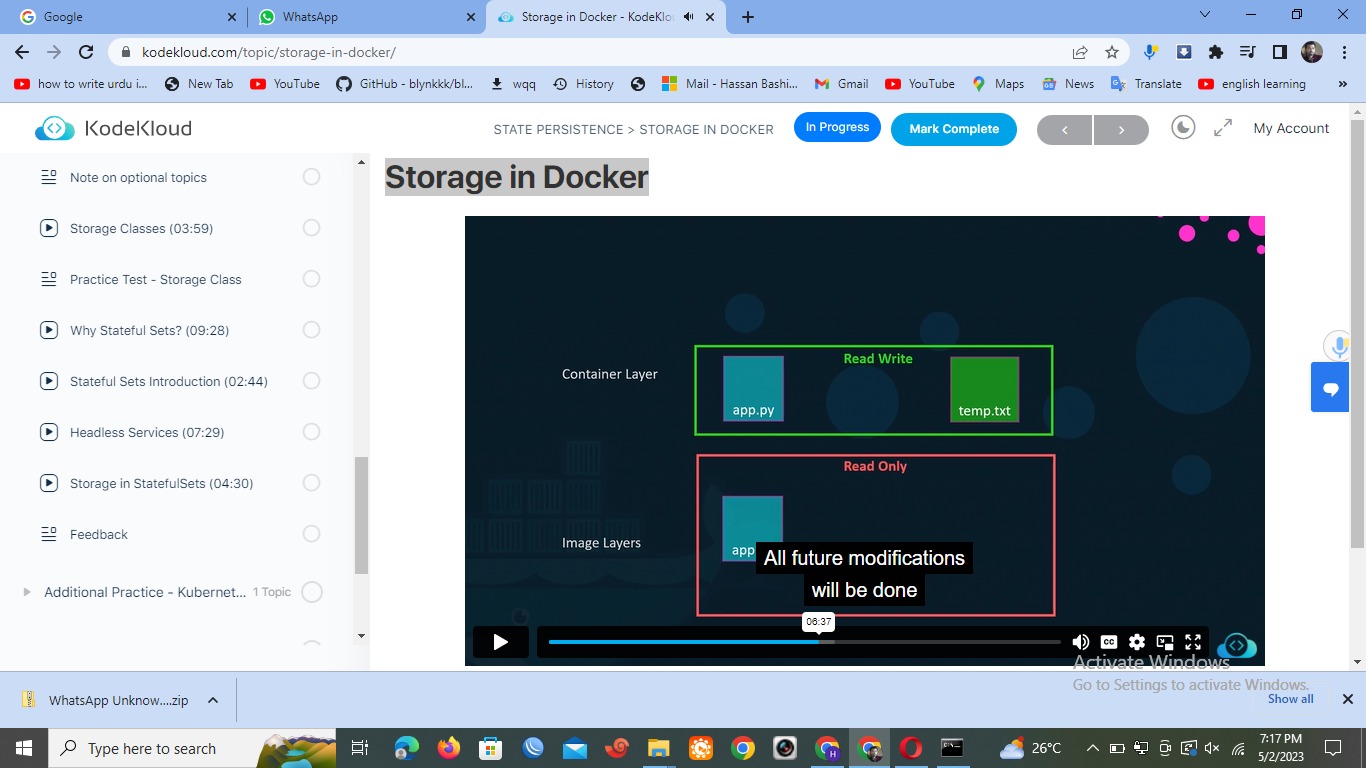 Google
WhatsApp
Storage in Docker - KodeKlo
kodekloud.com/topic/storage-in-docker/
how to write urdu i...
New Tab
YouTube
GitHub - blynkkk/bl...
wqq
History
Mail - Hassan Bashi...
Gmail
YouTube
Maps
News
Translate
english learning
KodeKloud
STATE PERSISTENCE > STORAGE IN DOCKER
In Progress
Mark Complete
My Account
Note on optional topics
Storage Classes (03:59)
Practice Test - Storage Class
Why Stateful Sets? (09:28)
Stateful Sets Introduction (02:44)
Headless Services (07:29)
Storage in StatefulSets (04:30)
Feedback
Additional Practice - Kubernet... 1 Topic
Storage in Docker
Read Write
Container Layer
app.py
temp.txt
Read Only
Image Layers
app
All future modifications
will be done
06:37
CC
Activate Windows
Go to Settings to activate Windows.
WhatsApp Unknow....zip
Show all
Type here to search
26°C
7:17 PM
5/2/2023